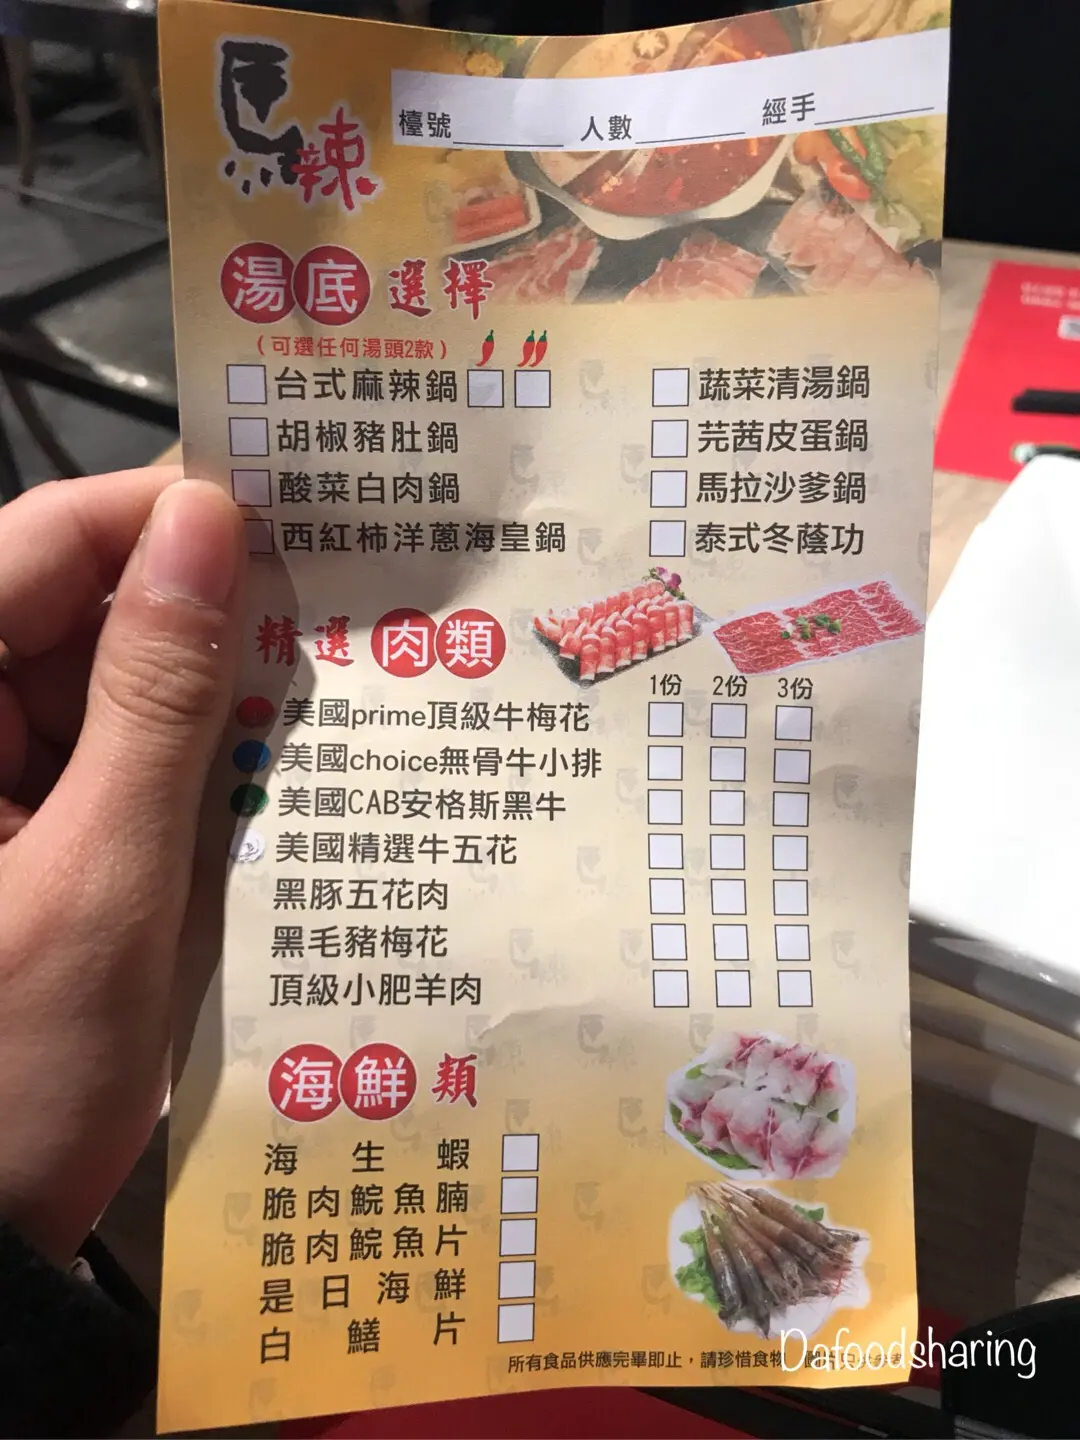 馬辣
檯號 人數 經手
湯底選擇
(可選任何湯頭2款)
台式麻辣鍋
胡椒豬肚鍋
酸菜白肉鍋
西紅柿洋蔥海皇鍋
蔬菜清湯鍋
芫茜皮蛋鍋
馬拉沙爹鍋
泰式冬蔭功
精選肉類
1份 2份 3份
美國prime頂級牛梅花
美國choice無骨牛小排
美國CAB安格斯黑牛
美國精選牛五花
黑豚五花肉
黑毛豬梅花
頂級小肥羊肉
海鮮類
海生蝦
脆肉鯇魚腩
脆肉鯇魚片
是日海鮮
白鱔片
所有食品供應完畢即止，請珍惜食物
Dafoodsharing